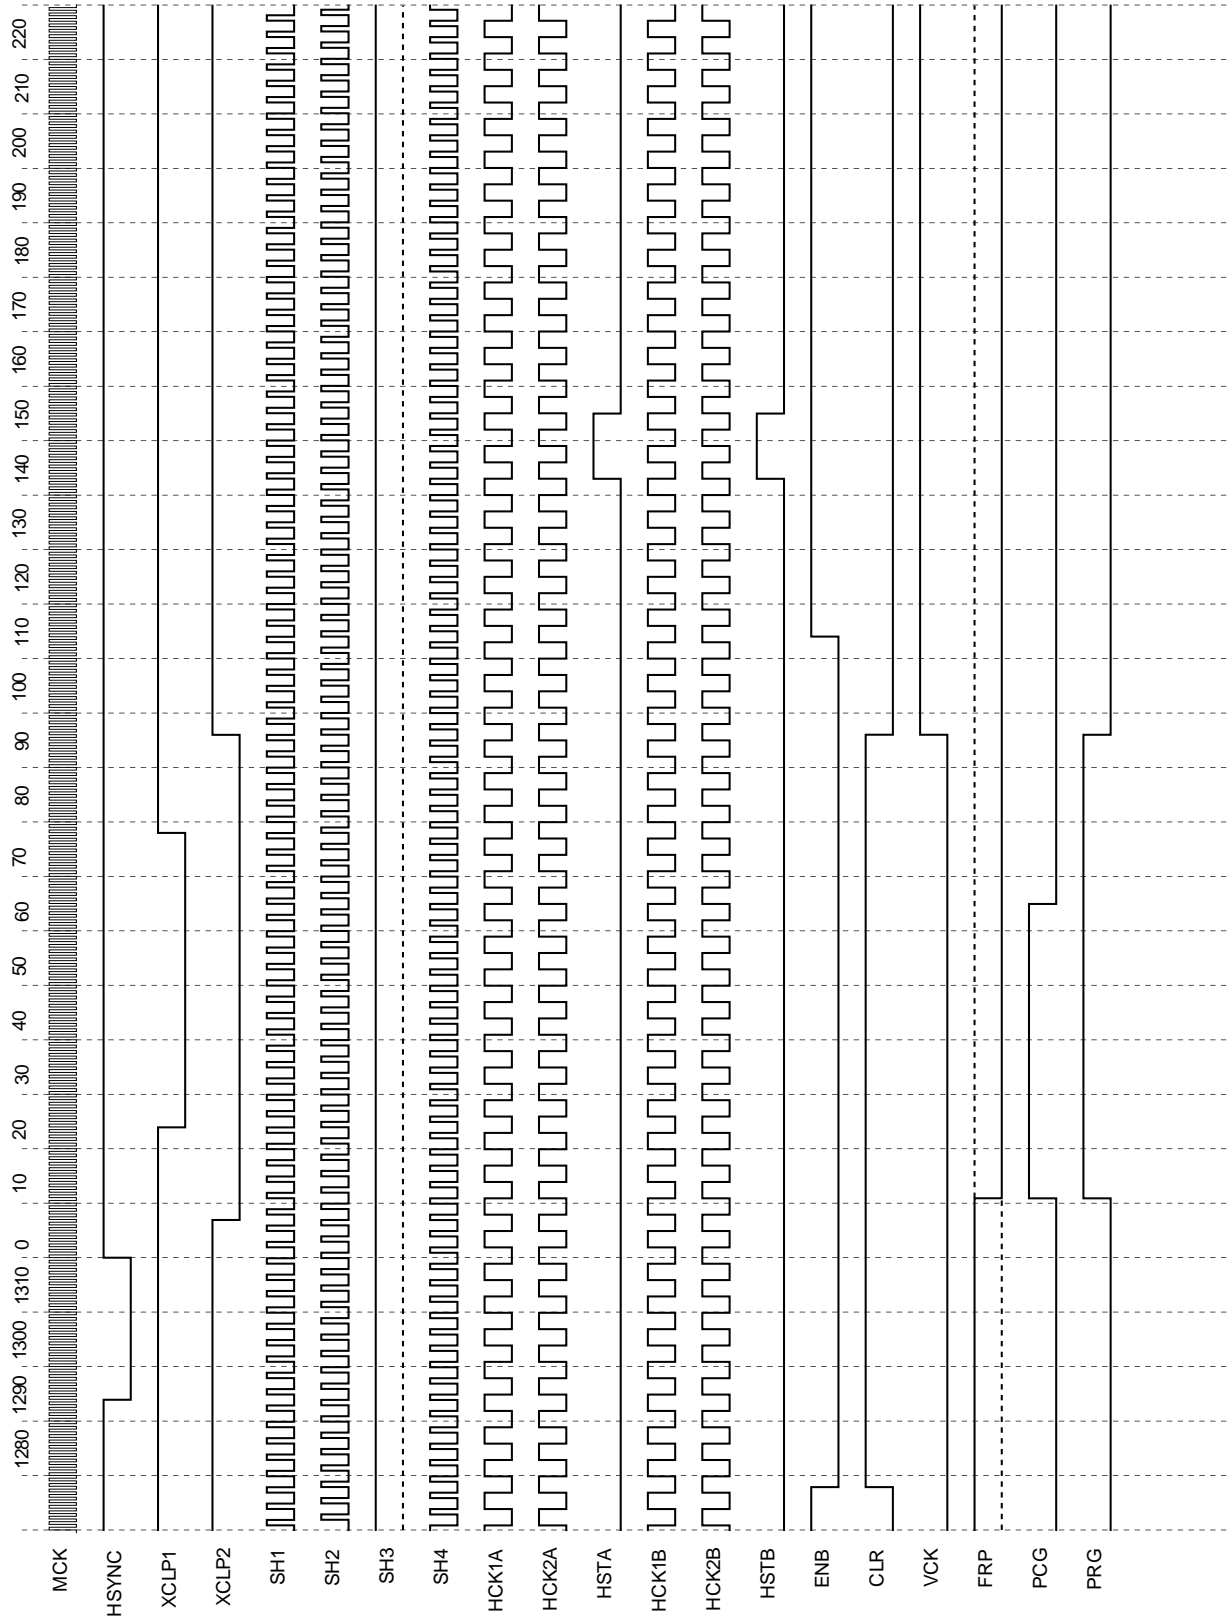 1280 1290 1300 1310 0 10 20 30 40 50 60 70 80 90 100 110 120 130 140 150 160 170 180 190 200 210 220
MCK
HSYNC
XCLP1
XCLP2
SH1
SH2
SH3
SH4
HCK1A
HCK2A
HSTA
HCK1B
HCK2B
HSTB
ENB
CLR
VCK
FRP
PCG
PRG